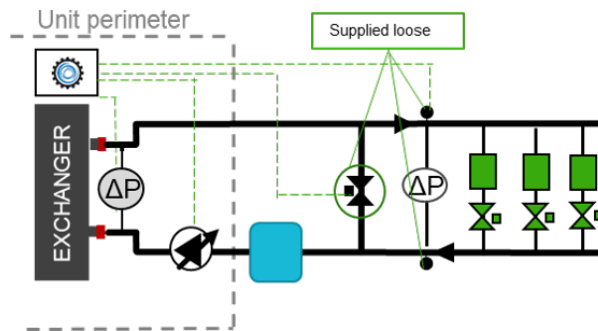 Unit perimeter
Supplied loose
EXCHANGER
ΔP
ΔP